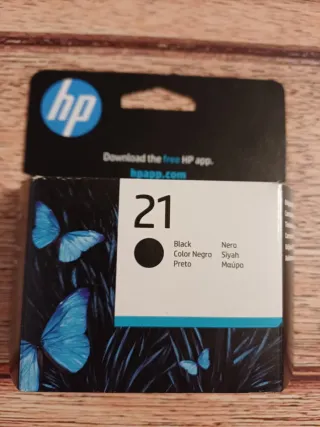 hp
Download the free HP app.
hpapp.com
21
Black Nero
Color Negro Siyah
Preto Μαύρο